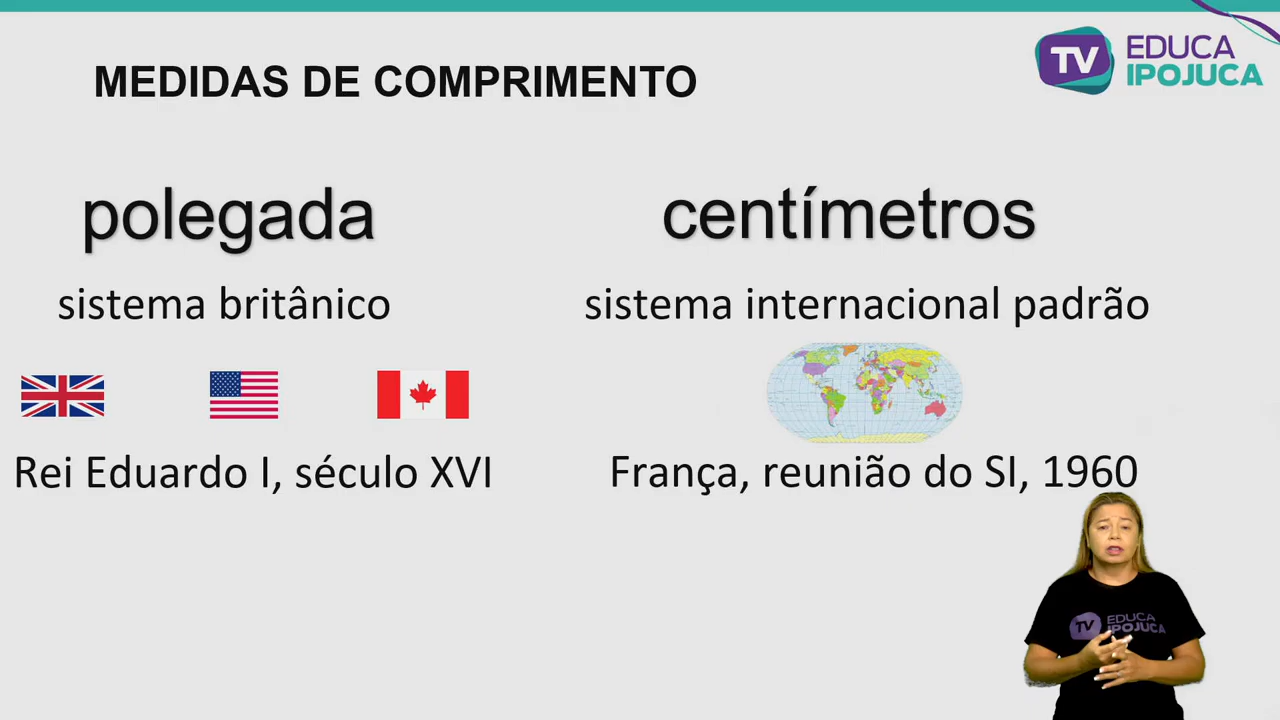 MEDIDAS DE COMPRIMENTO
TV EDUCA
IPOJUCA
polegada
centímetros
sistema britânico
sistema internacional padrão
Rei Eduardo I, século XVI
França, reunião do SI, 1960
TV EDUCA
IPOJUCA